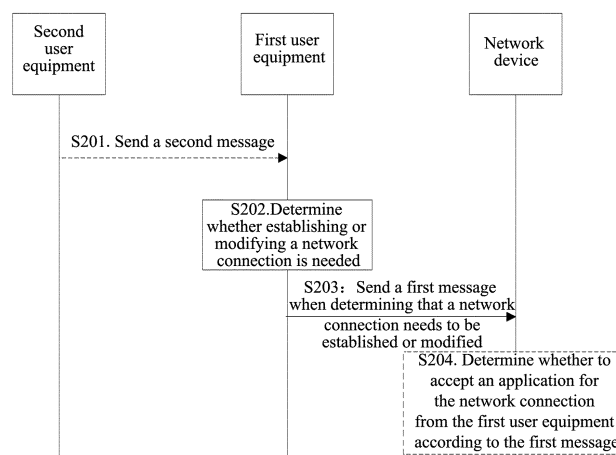 Second
user
equipment
First user
equipment
Network
device
S201. Send a second message
S202.Determine
whether establishing or
modifying a network
connection is needed
S203：Send a first message
when determining that a network
connection needs to be
established or modified
S204. Determine whether to
accept an application for
the network connection
from the first user equipment
according to the first message